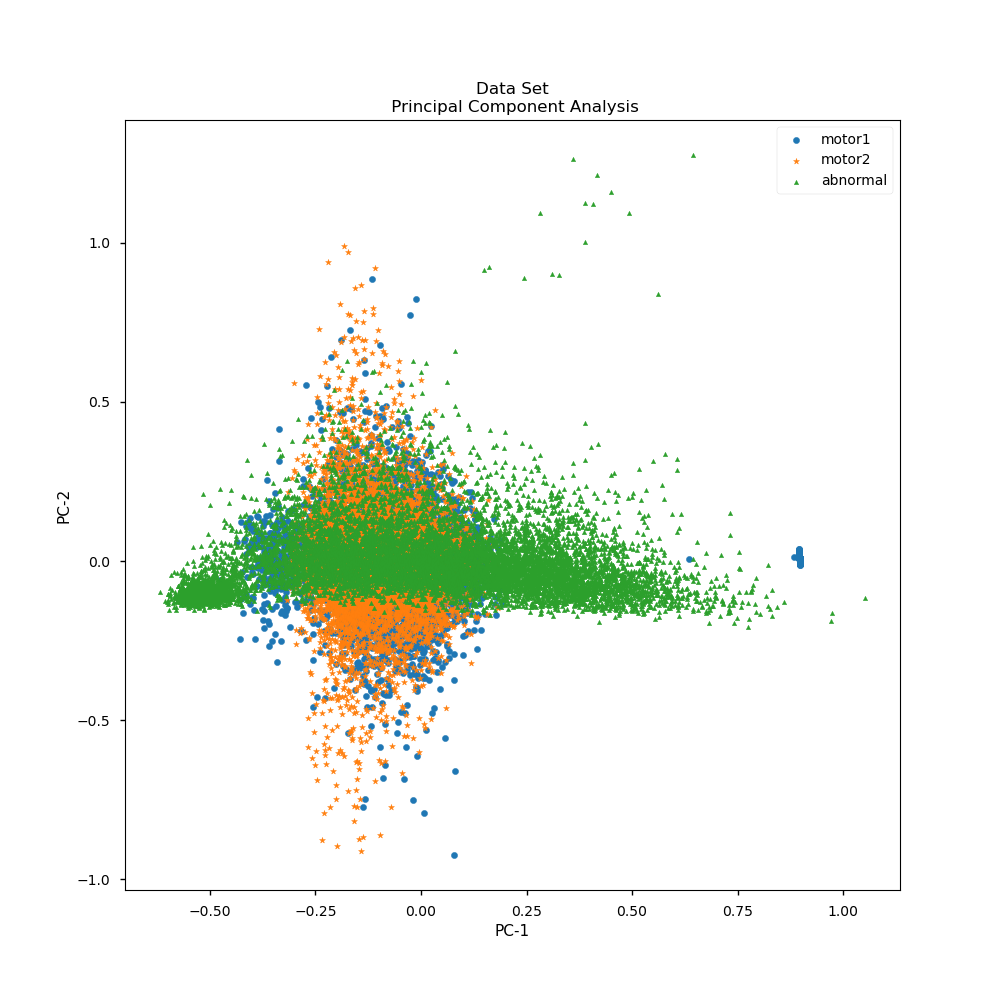 Data Set
Principal Component Analysis
motor1
motor2
abnormal
PC-2
1.0
0.5
0.0
−0.5
−1.0
−0.50
−0.25
0.00
0.25
0.50
0.75
1.00
PC-1